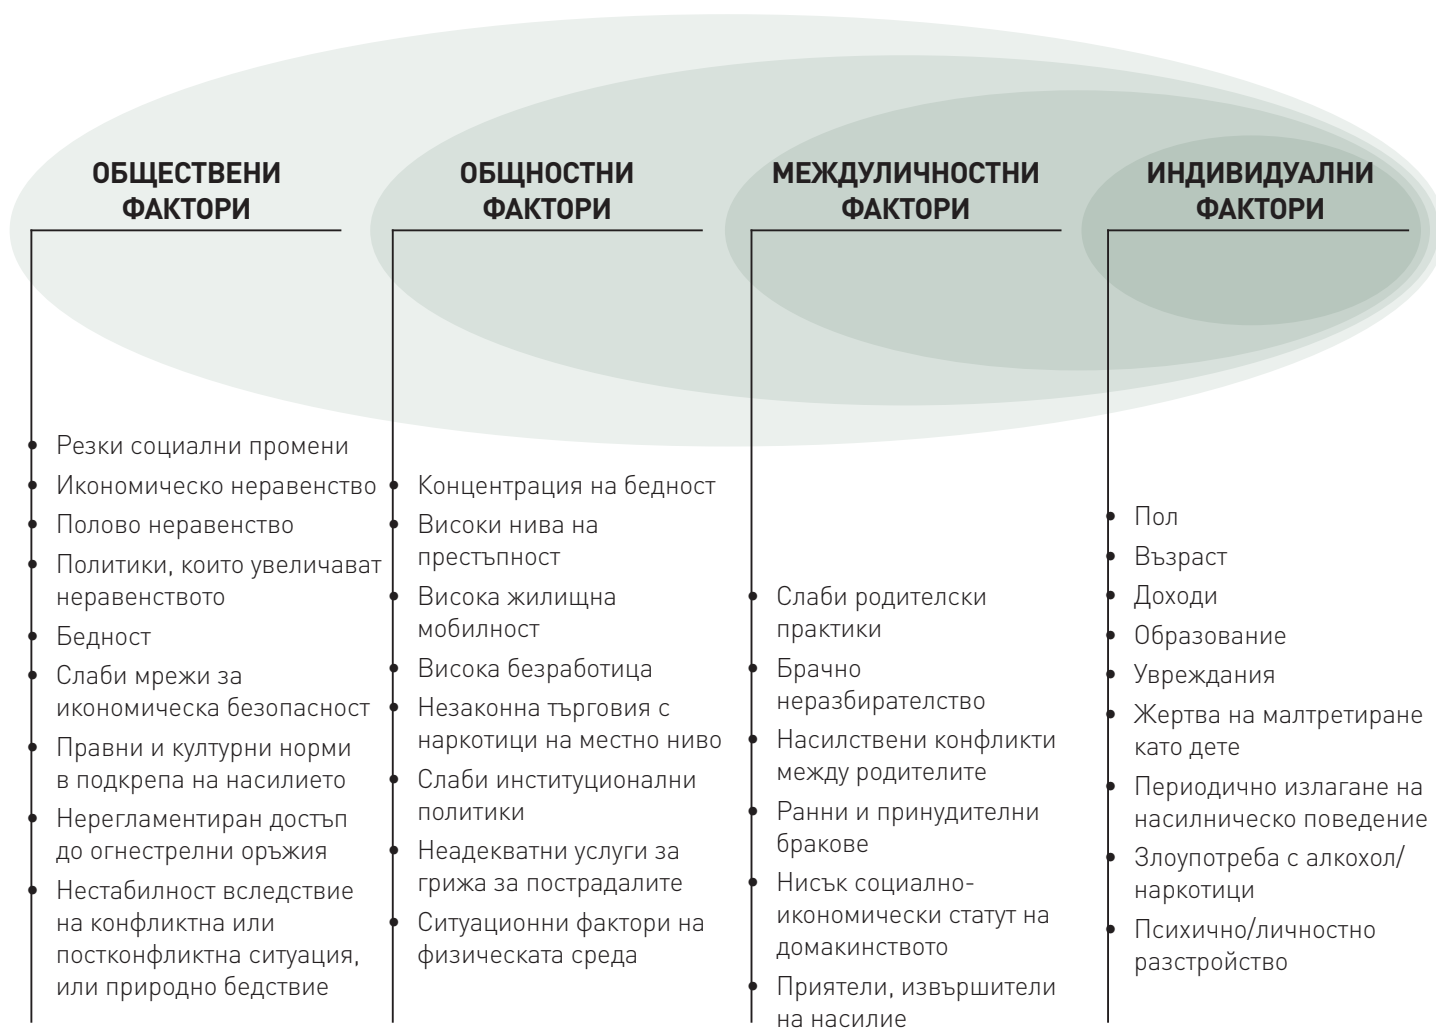 ОБЩЕСТВЕНИ
ФАКТОРИ
Резки социални промени
Икономическо неравенство
Полово неравенство
Политики, които увеличават
неравенството
Бедност
Слаби мрежи за
икономическа безопасност
Правни и културни норми
в подкрепа на насилието
Нерегламентиран достъп
до огнестрелни оръжия
Нестабилност вследствие
на конфликтна или
постконфликтна ситуация,
или природно бедствие
ОБЩНОСТНИ
ФАКТОРИ
Концентрация на бедност
Високи нива на
престъпност
Висока жилищна
мобилност
Висока безработица
Незаконна търговия с
наркотици на местно ниво
Слаби институционални
политики
Неадекватни услуги за
грижа за пострадалите
Ситуационни фактори на
физическата среда
МЕЖДУЛИЧНОСТНИ
ФАКТОРИ
Слаби родителски
практики
Брачно
неразбирателство
Насилствени конфликти
между родителите
Ранни и принудителни
бракове
Нисък социално-
икономически статут на
домакинството
Приятели, извършители
на насилие
ИНДИВИДУАЛНИ
ФАКТОРИ
Пол
Възраст
Доходи
Образование
Увреждания
Жертва на малтретиране
като дете
Периодично излагане на
насилническо поведение
Злоупотреба с алкохол/
наркотици
Психично/личностно
разстройство